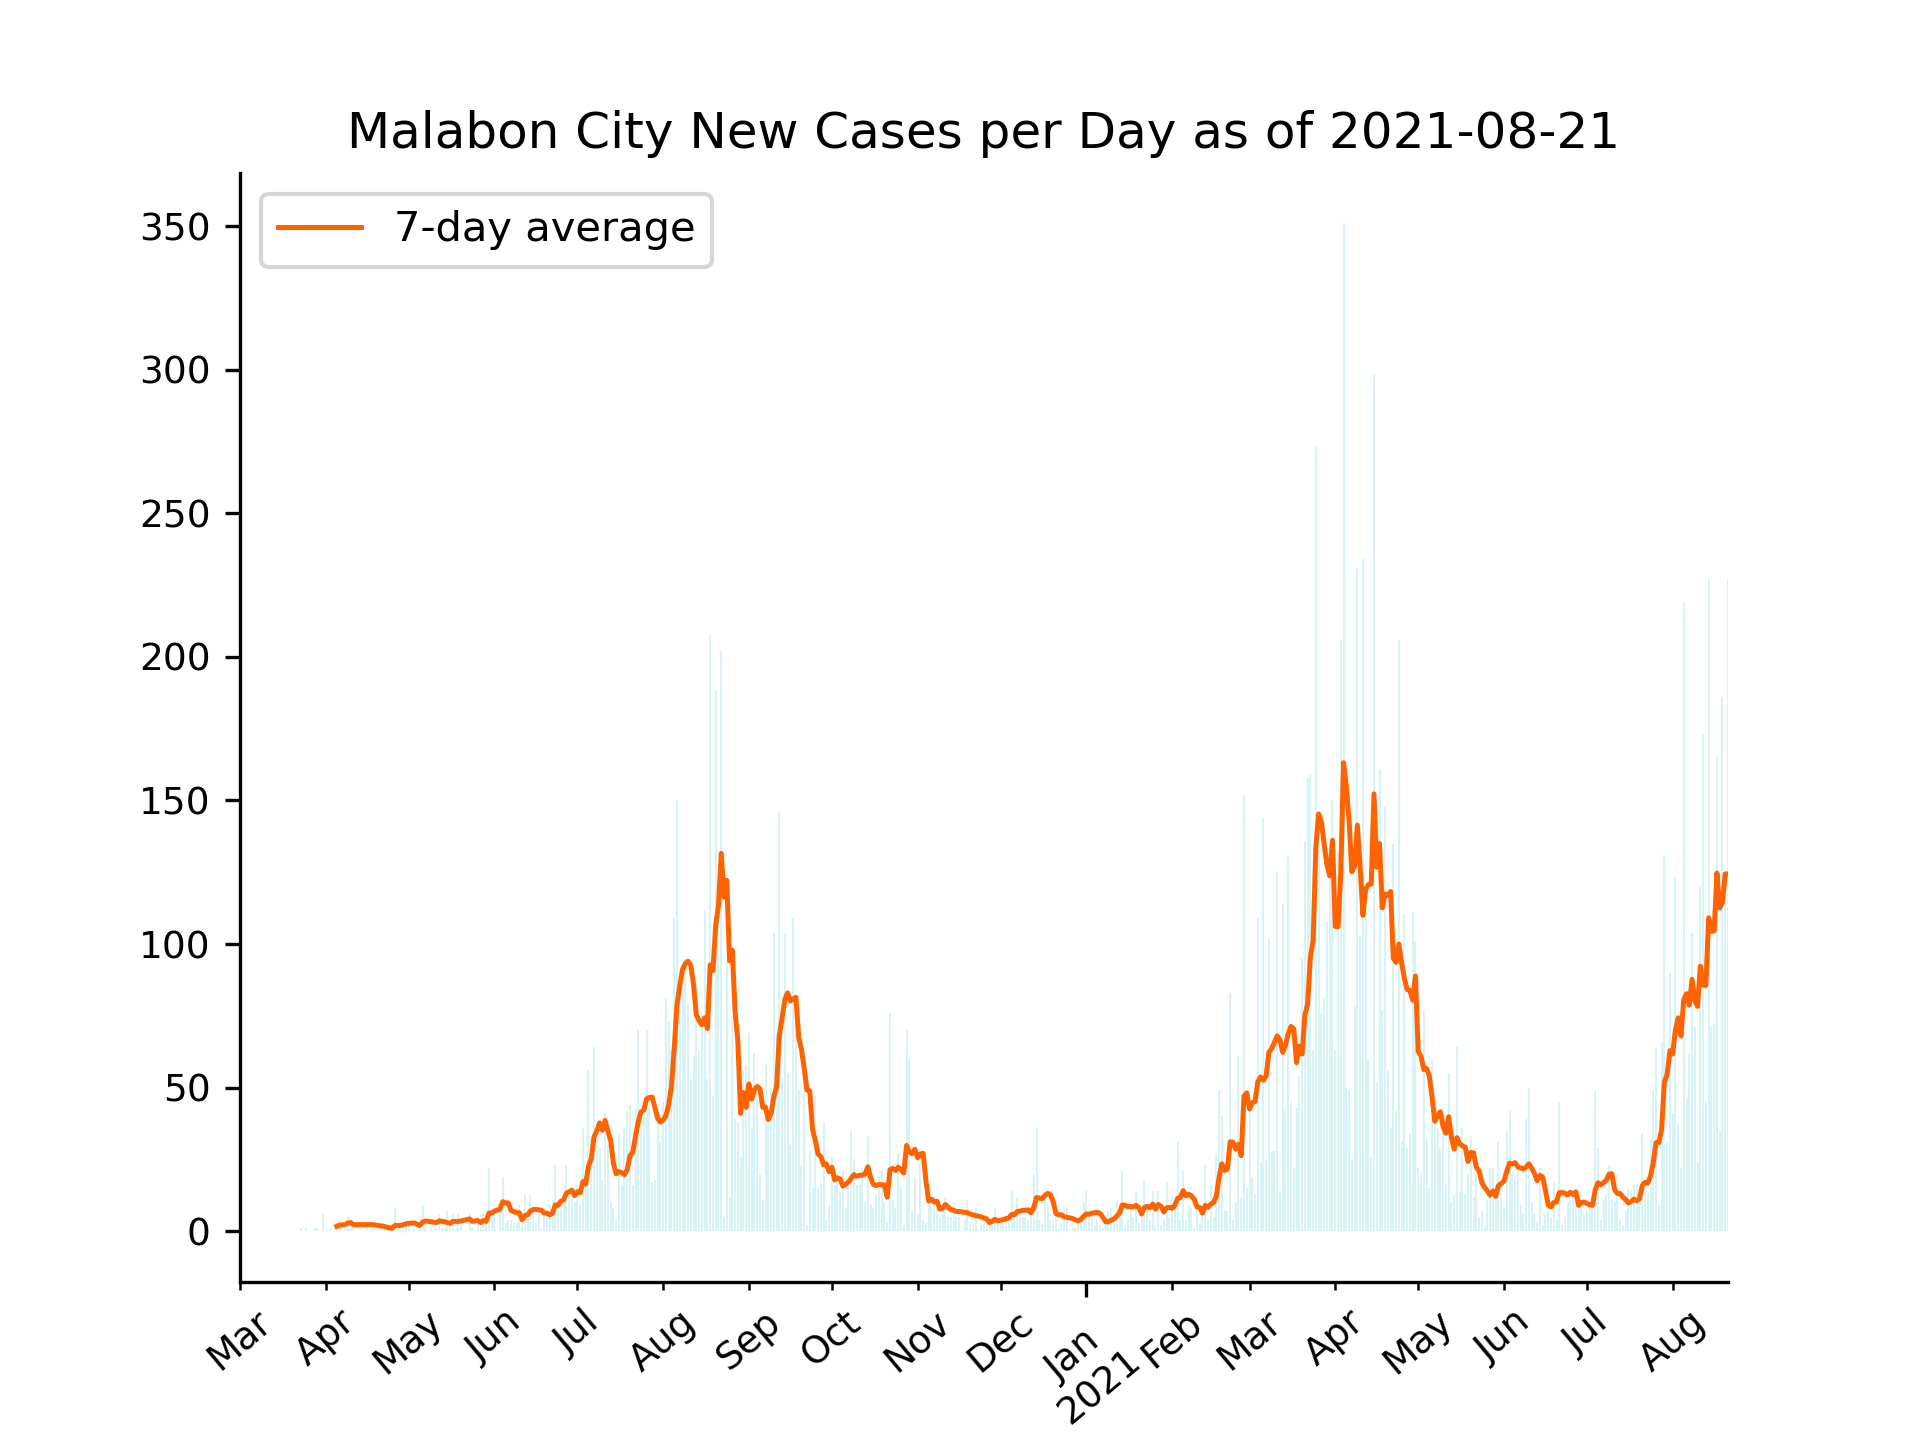 Malabon City New Cases per Day as of 2021-08-21
7-day average
350
300
250
200
150
100
50
0
Mar
Apr
May
Jun
Jul
Aug
Sep
Oct
Nov
Dec
Jan
2021
Feb
Mar
Apr
May
Jun
Jul
Aug